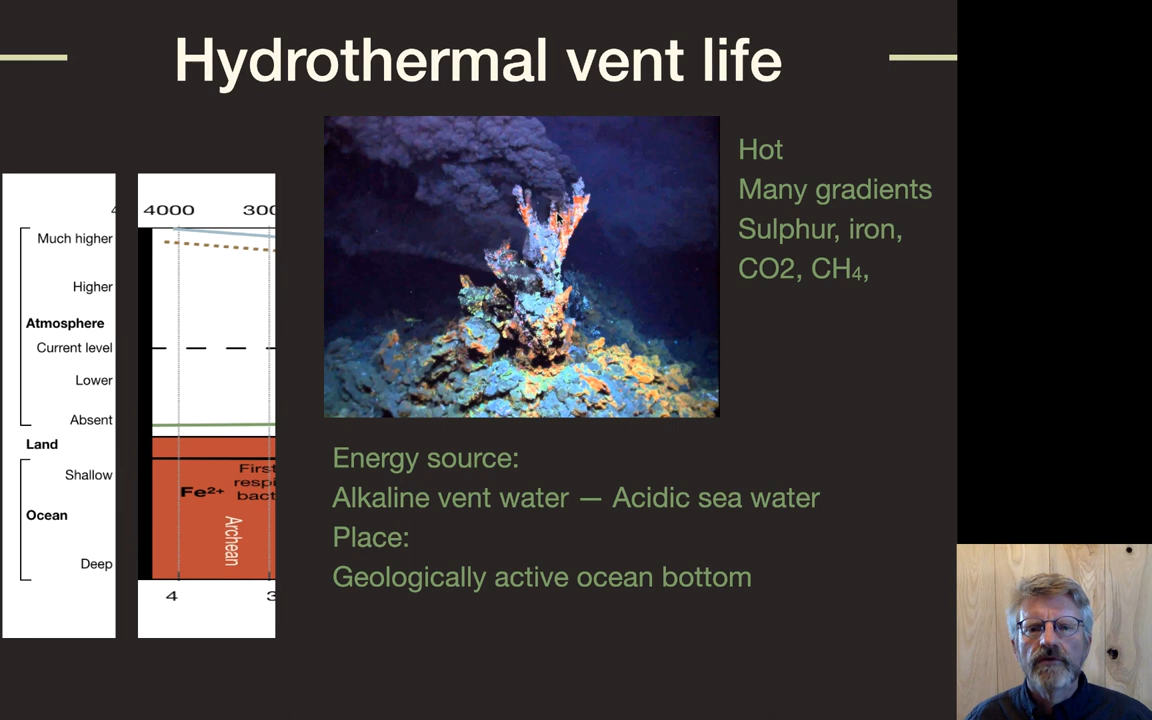 Hydrothermal vent life
Hot
Many gradients
Sulphur, iron,
CO2, CH₄,
4000
Much higher
Higher
Atmosphere
Current level
Lower
Absent
Land
Shallow
Ocean
Deep
First
Fe²⁺
Archean
4
3
Energy source:
Alkaline vent water — Acidic sea water
Place:
Geologically active ocean bottom